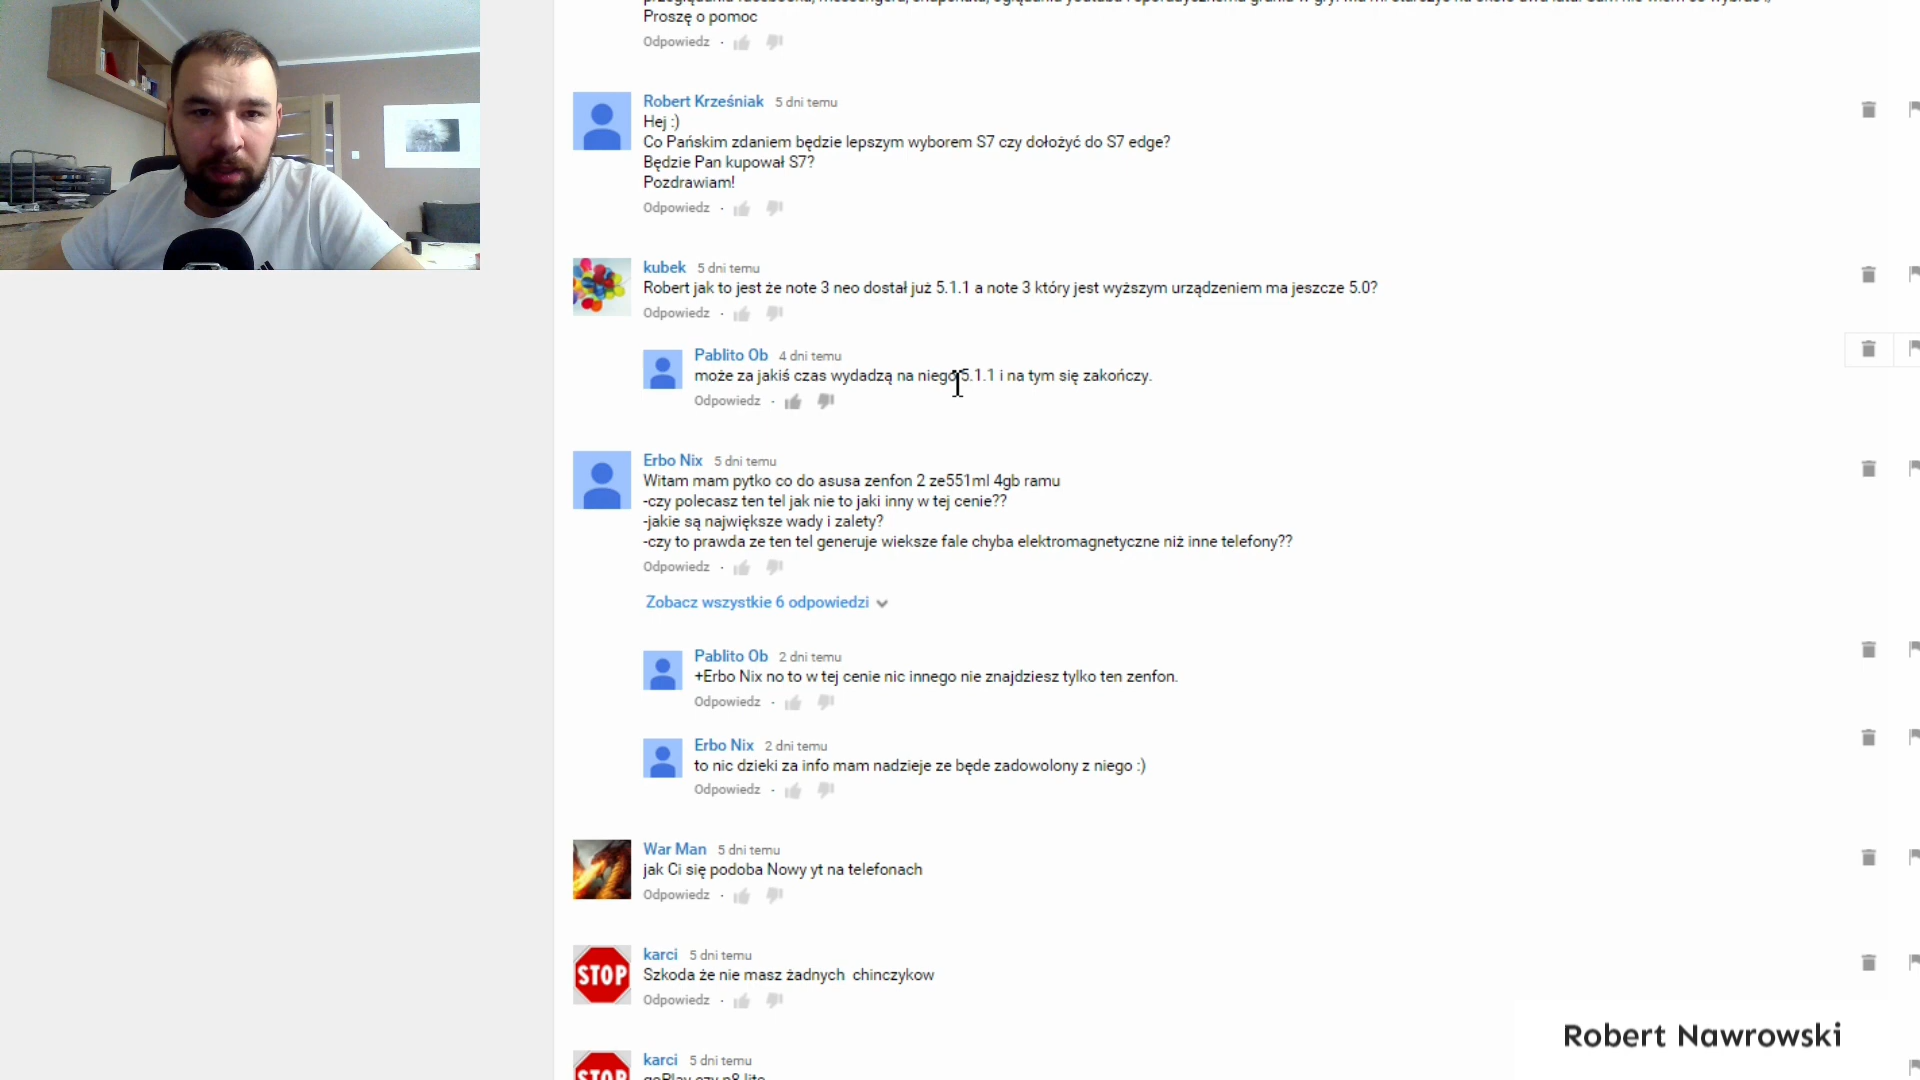 Proszę o pomoc
Odpowiedz ·
Robert Krześniak 5 dni temu
Hej :)
Co Pańskim zdaniem będzie lepszym wyborem S7 czy dołożyć do S7 edge?
Będzie Pan kupował S7?
Pozdrawiam!
Odpowiedz ·
kubek 5 dni temu
Robert jak to jest że note 3 neo dostał już 5.1.1 a note 3 który jest wyższym urządzeniem ma jeszcze 5.0?
Odpowiedz ·
Pablito Ob 4 dni temu
może za jakiś czas wydadzą na niego 5.1.1 i na tym się zakończy.
Odpowiedz ·
Erbo Nix 5 dni temu
Witam mam pytko co do asusa zenfon 2 ze551ml 4gb ramu
-czy polecasz ten tel jak nie to jaki inny w tej cenie??
-jakie są największe wady i zalety?
-czy to prawda ze ten tel generuje wieksze fale chyba elektromagnetyczne niż inne telefony??
Odpowiedz ·
Zobacz wszystkie 6 odpowiedzi
Pablito Ob 2 dni temu
+Erbo Nix no to w tej cenie nic innego nie znajdziesz tylko ten zenfon.
Odpowiedz ·
Erbo Nix 2 dni temu
to nic dzieki za info mam nadzieje ze będe zadowolony z niego :)
Odpowiedz ·
War Man 5 dni temu
jak Ci się podoba Nowy yt na telefonach
Odpowiedz ·
STOP
karci 5 dni temu
Szkoda że nie masz żadnych chinczykow
Odpowiedz ·
Robert Nawrowski
karci 5 dni temu